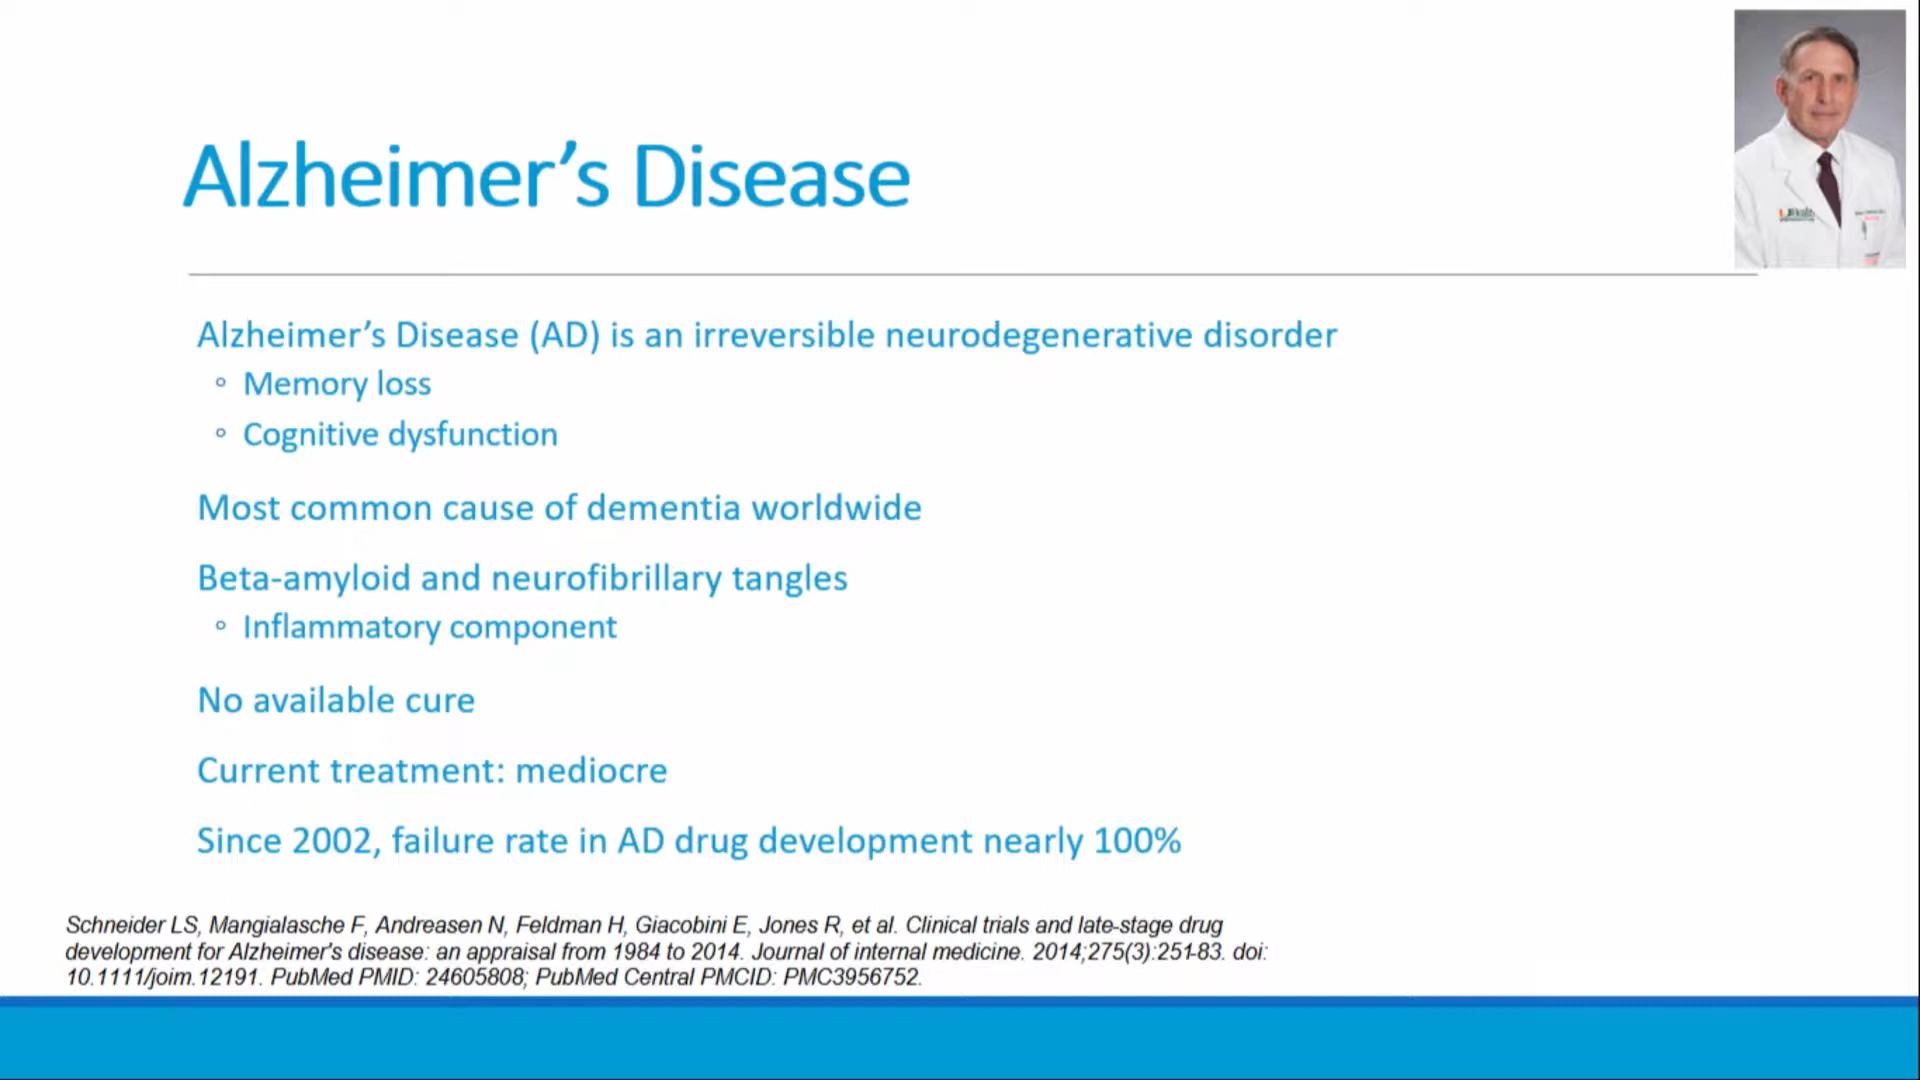 Alzheimer’s Disease
Alzheimer’s Disease (AD) is an irreversible neurodegenerative disorder
◦ Memory loss
◦ Cognitive dysfunction
Most common cause of dementia worldwide
Beta-amyloid and neurofibrillary tangles
◦ Inflammatory component
No available cure
Current treatment: mediocre
Since 2002, failure rate in AD drug development nearly 100%
Schneider LS, Mangialasche F, Andreasen N, Feldman H, Giacobini E, Jones R, et al. Clinical trials and late-stage drug
development for Alzheimer's disease: an appraisal from 1984 to 2014. Journal of internal medicine. 2014;275(3):251-83. doi:
10.1111/joim.12191. PubMed PMID: 24605808; PubMed Central PMCID: PMC3956752.